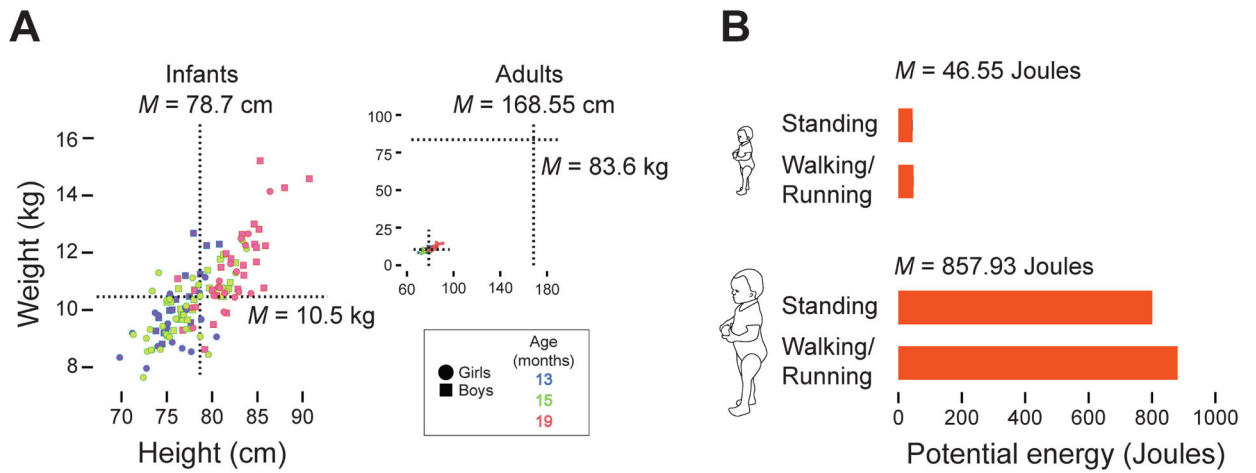 A
Infants
M = 78.7 cm
Weight (kg)
16
14
12
10
8
M = 10.5 kg
70 75 80 85 90
Height (cm)
Adults
M = 168.55 cm
100
75
50
25
0
M = 83.6 kg
60 100 140 180
Age
(months)
Girls
Boys
13
15
19
B
M = 46.55 Joules
Standing
Walking/
Running
M = 857.93 Joules
Standing
Walking/
Running
0 200 400 600 800 1000
Potential energy (Joules)